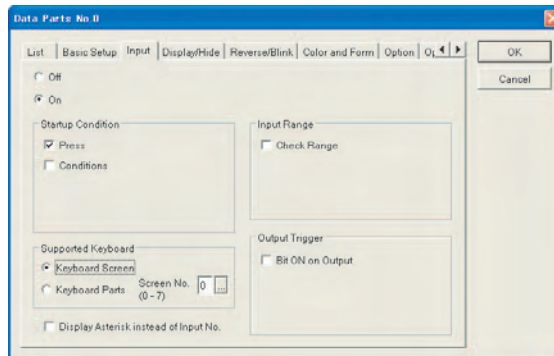 Data Parts No.0
List Basic Setup Input Display/Hide Reverse/Blink Color and Form Option
OK
Cancel
Off
On
Startup Condition
Press
Conditions
Input Range
Check Range
Supported Keyboard
Keyboard Screen
Keyboard Parts
Screen No.
(0 - 7)
0
...
Output Trigger
Bit ON on Output
Display Asterisk instead of Input No.